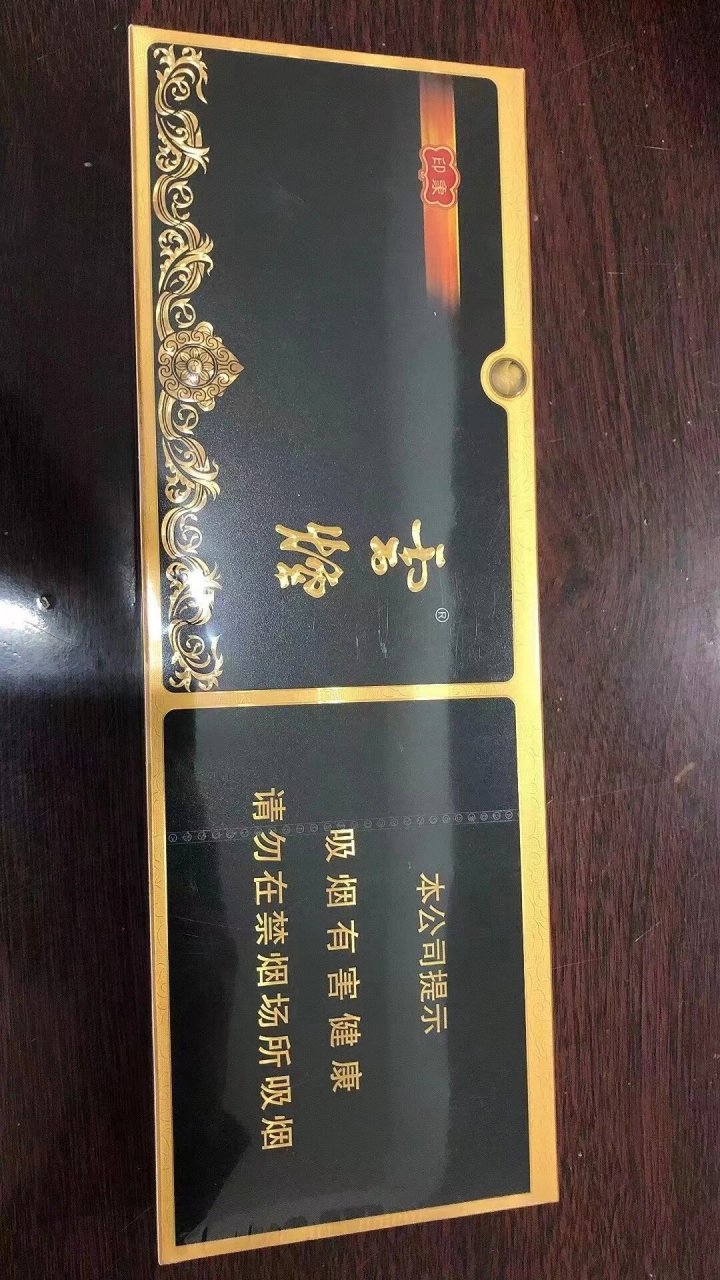 印象
云烟
®
本公司提示
吸烟有害健康
请勿在禁烟场所吸烟